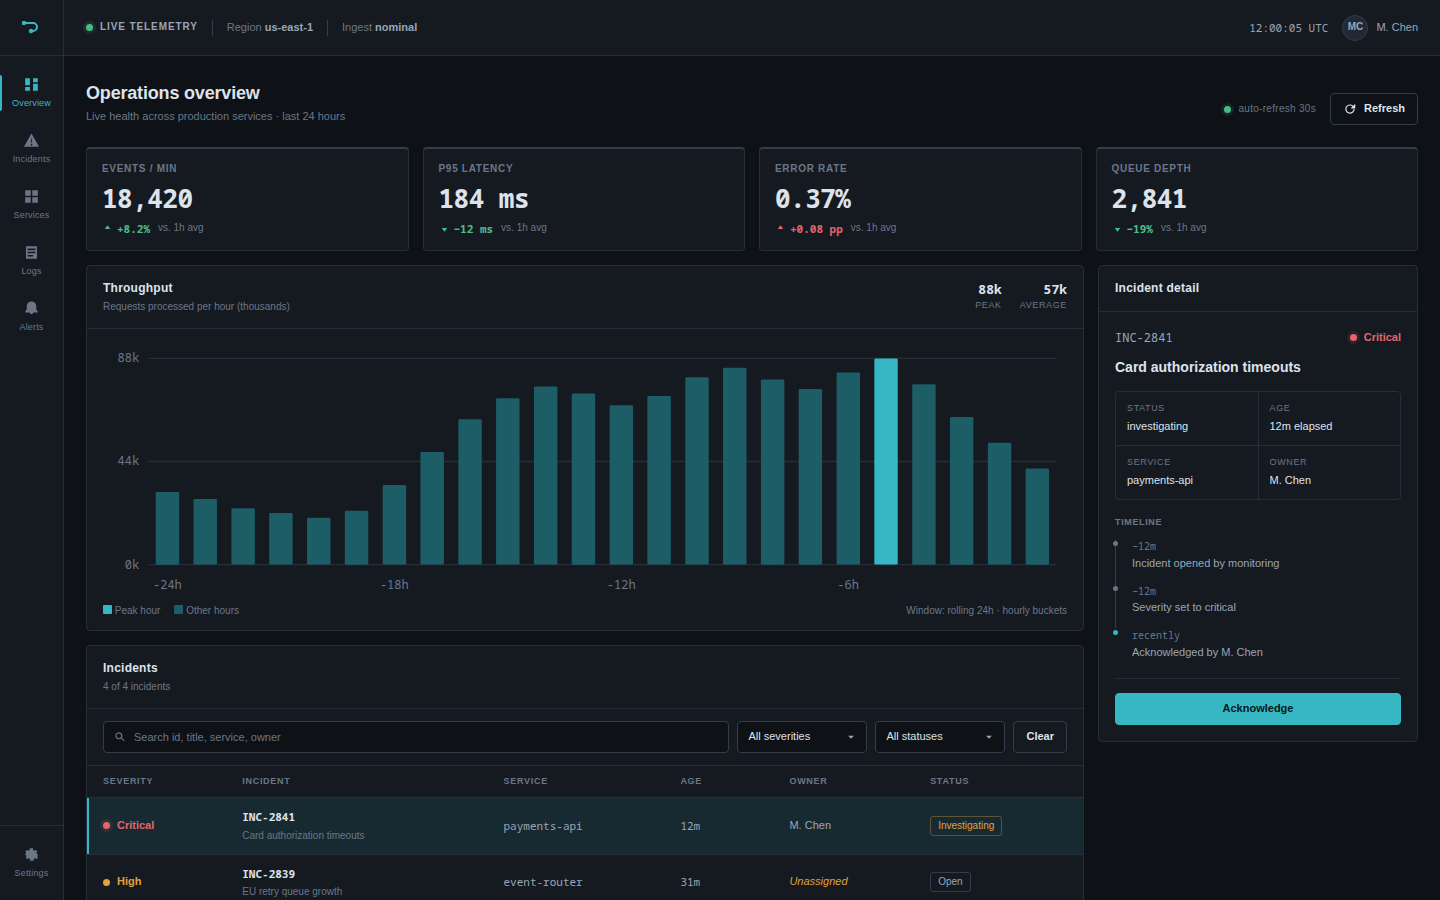 LIVE TELEMETRY
Region us-east-1
Ingest nominal
12:00:05 UTC
MC
M. Chen
Overview
Incidents
Services
Logs
Alerts
Settings
Operations overview
Live health across production services · last 24 hours
auto-refresh 30s
Refresh
EVENTS / MIN
18,420
+8.2% vs. 1h avg
P95 LATENCY
184 ms
−12 ms vs. 1h avg
ERROR RATE
0.37%
+0.08 pp vs. 1h avg
QUEUE DEPTH
2,841
−19% vs. 1h avg
Throughput
Requests processed per hour (thousands)
88k
PEAK
57k
AVERAGE
88k
44k
0k
-24h
-18h
-12h
-6h
Peak hour
Other hours
Window: rolling 24h · hourly buckets
Incidents
4 of 4 incidents
Search id, title, service, owner
All severities
All statuses
Clear
SEVERITY INCIDENT SERVICE AGE OWNER STATUS
Critical INC-2841 payments-api 12m M. Chen Investigating
Card authorization timeouts
High INC-2839 event-router 31m Unassigned Open
EU retry queue growth
Incident detail
INC-2841
Critical
Card authorization timeouts
STATUS
investigating
AGE
12m elapsed
SERVICE
payments-api
OWNER
M. Chen
TIMELINE
−12m
Incident opened by monitoring
−12m
Severity set to critical
recently
Acknowledged by M. Chen
Acknowledge